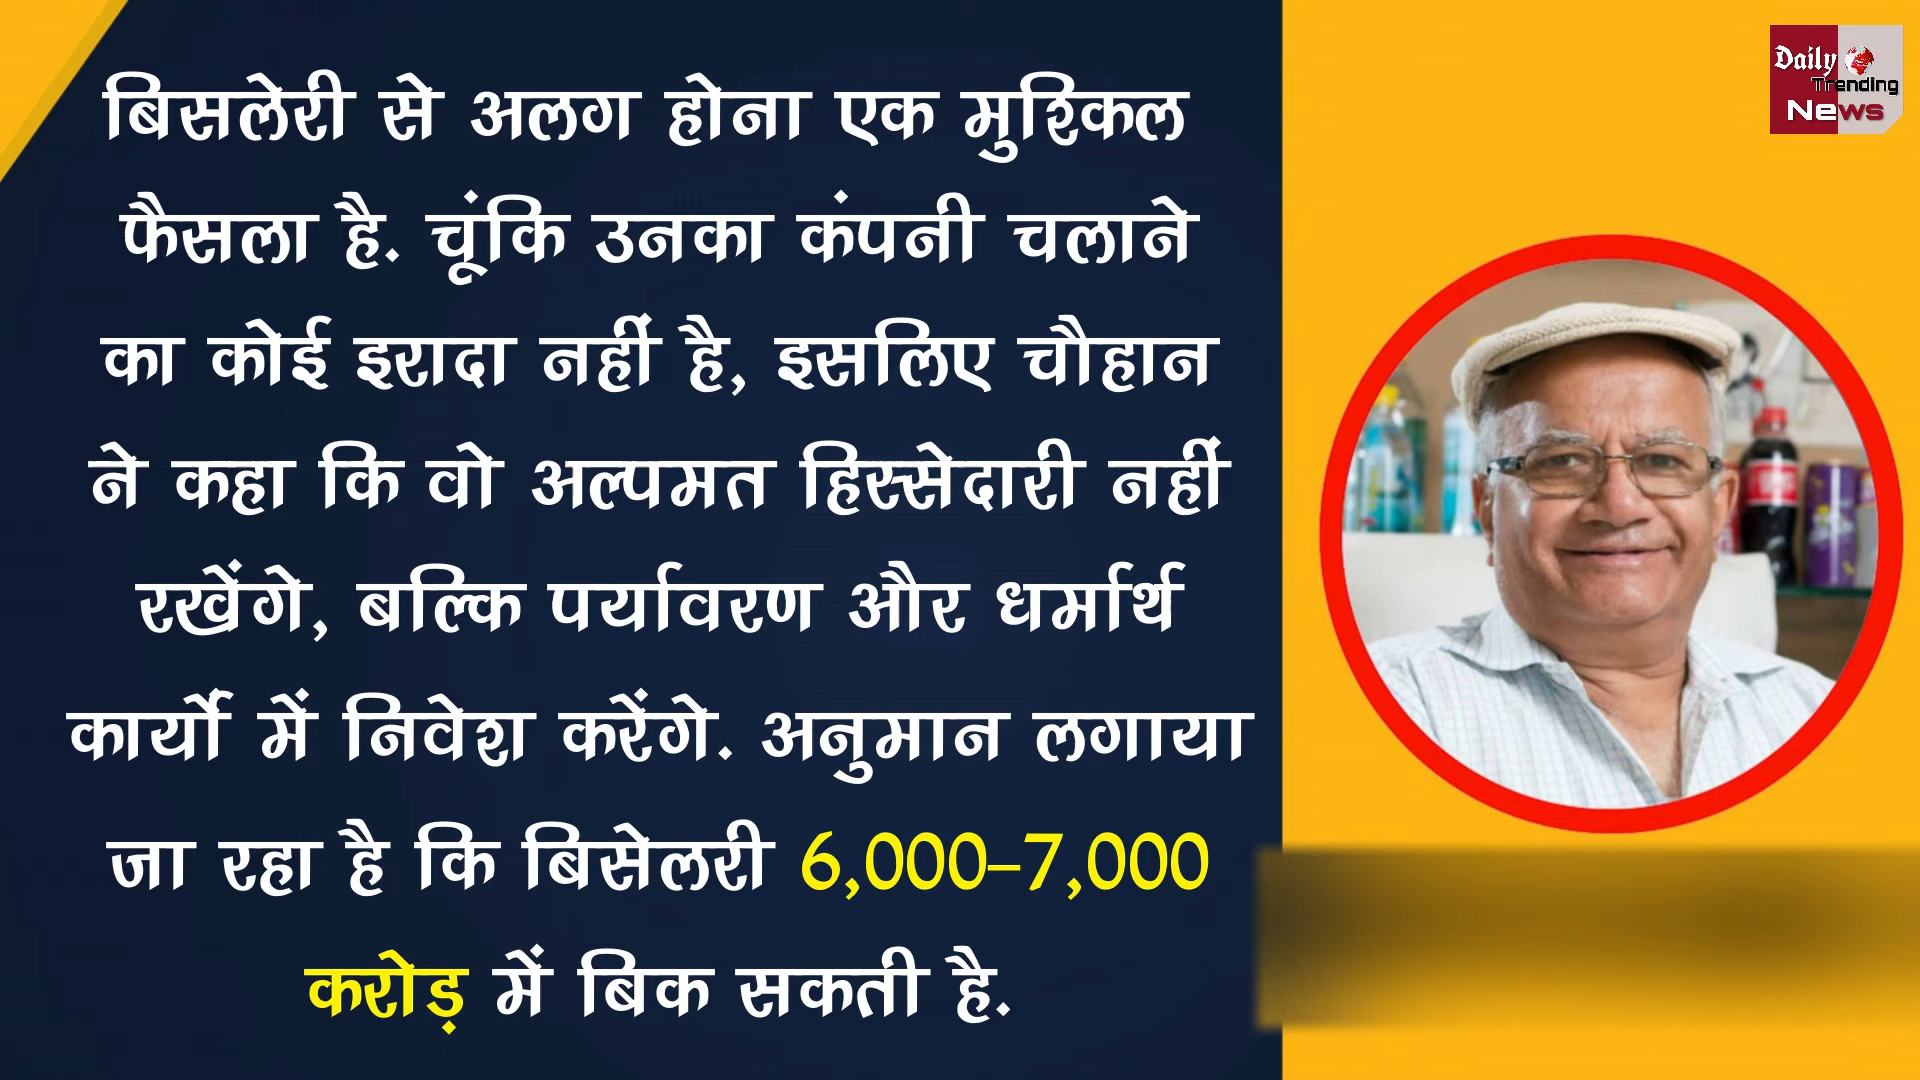 बिसलेरी से अलग होना एक मुश्किल
फैसला है. चूंकि उनका कंपनी चलाने
का कोई इरादा नहीं है, इसलिए चौहान
ने कहा कि वो अल्पमत हिस्सेदारी नहीं
रखेंगे, बल्कि पर्यावरण और धर्मार्थ
कार्यों में निवेश करेंगे. अनुमान लगाया
जा रहा है कि बिसेलरी 6,000–7,000
करोड़ में बिक सकती है.
Daily
Trending
News